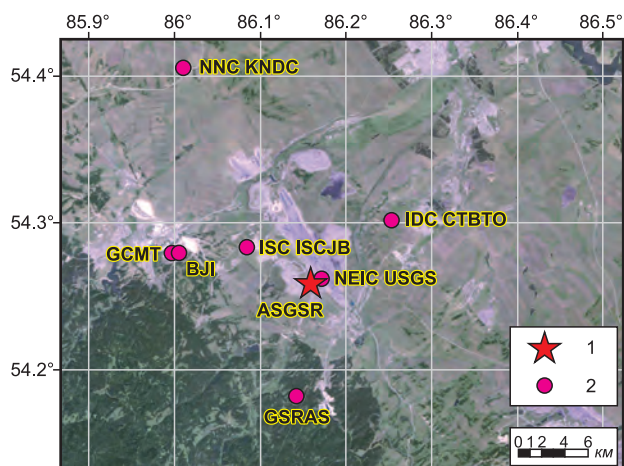 85.9° 86° 86.1° 86.2° 86.3° 86.4° 86.5°
54.4°
NNC KNDC
54.3°
IDC CTBTO
ISC ISCJB
GCMT
BJI
NEIC USGS
ASGSR
54.2°
GSRAS
1
2
0 1 2 4 6 км